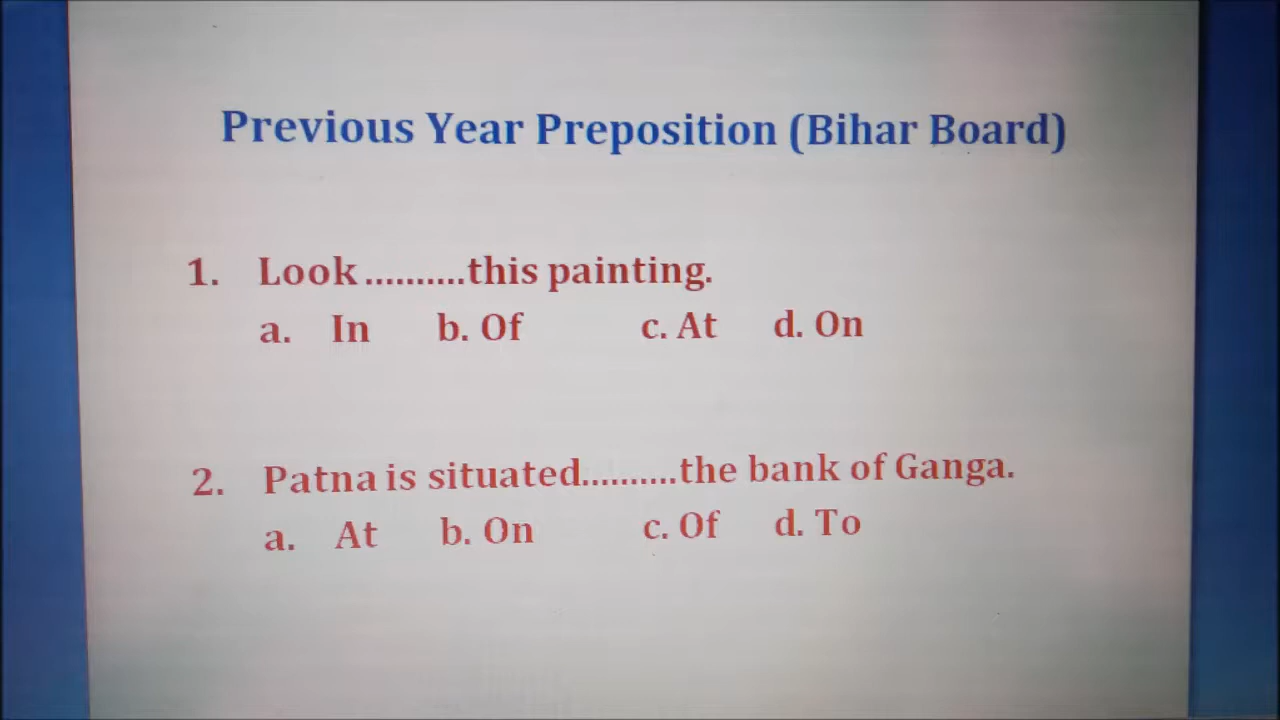 Previous Year Preposition (Bihar Board)
1. Look..........this painting.
a. In b. Of c. At d. On
2. Patna is situated..........the bank of Ganga.
a. At b. On c. Of d. To